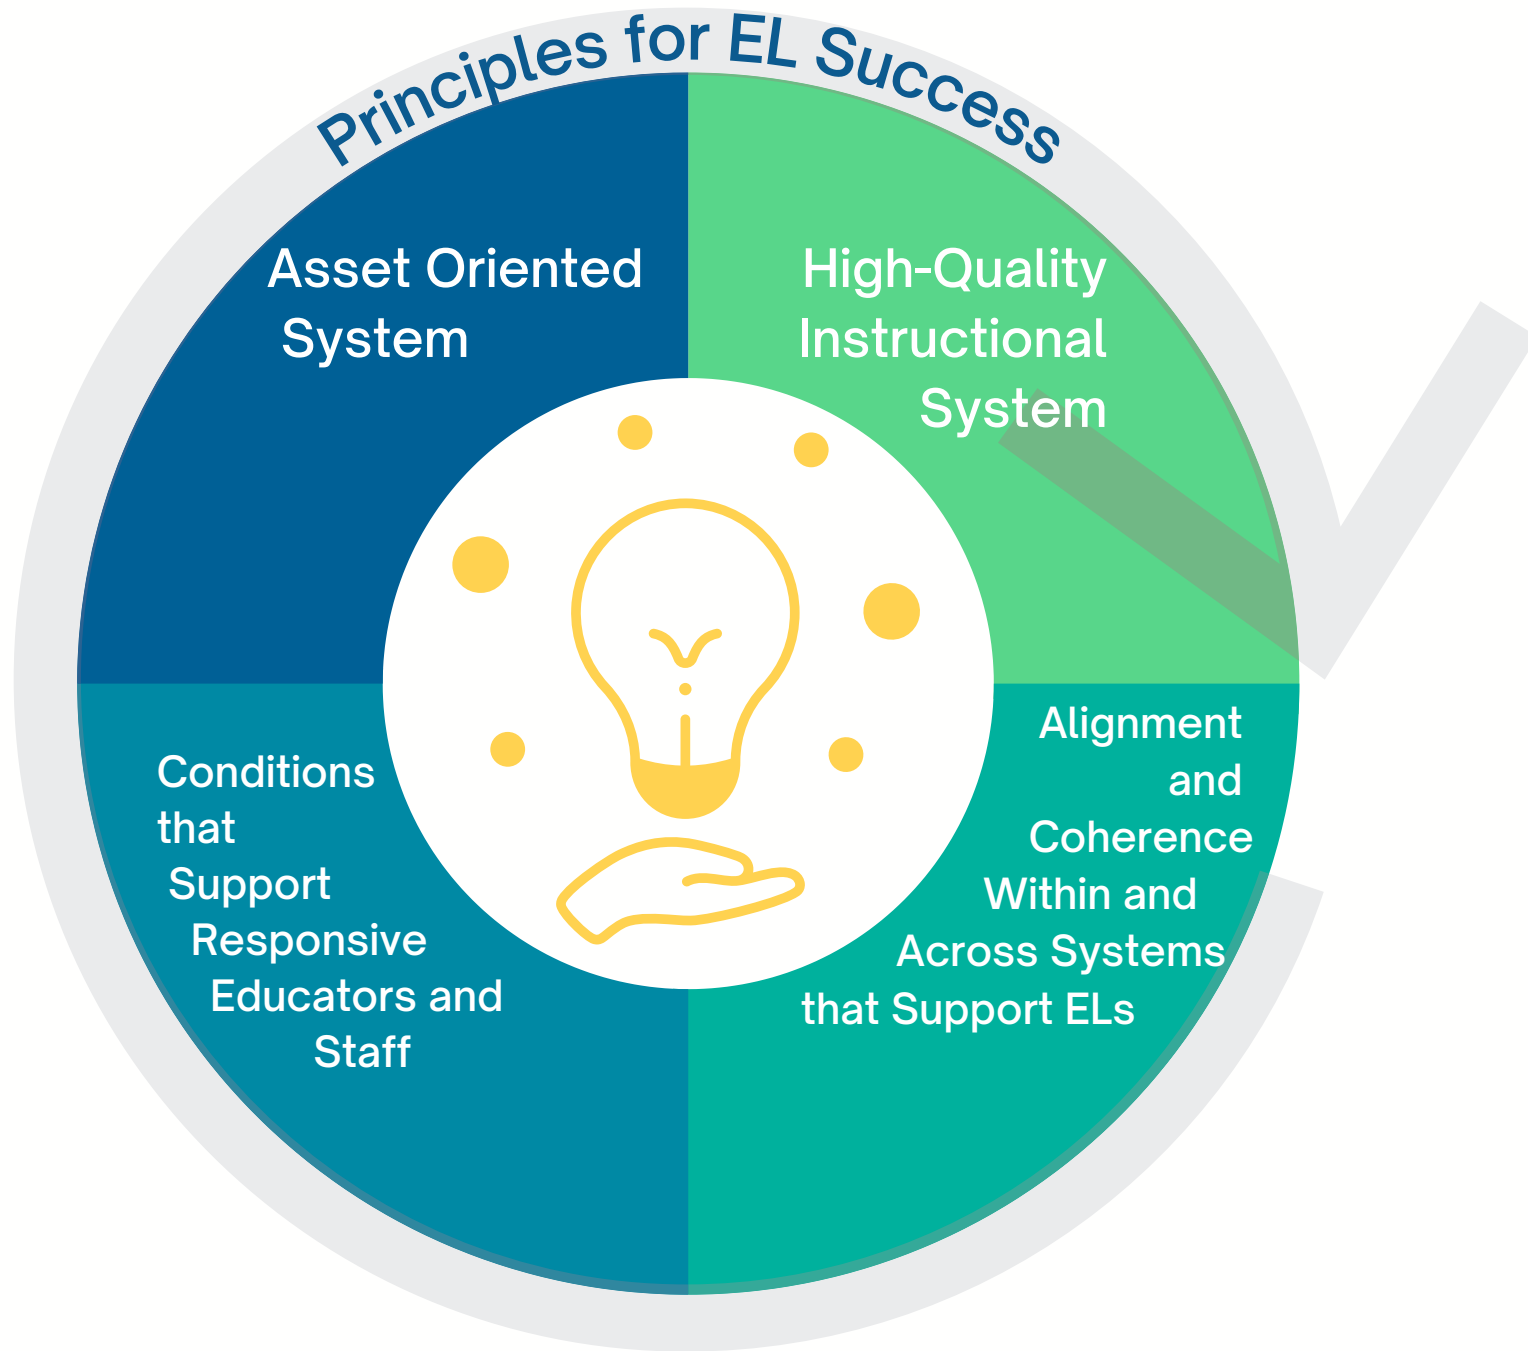 Principles for EL Success
Asset Oriented
System
High-Quality
Instructional
System
Conditions
that
Support
Responsive
Educators and
Staff
Alignment
and
Coherence
Within and
Across Systems
that Support ELs